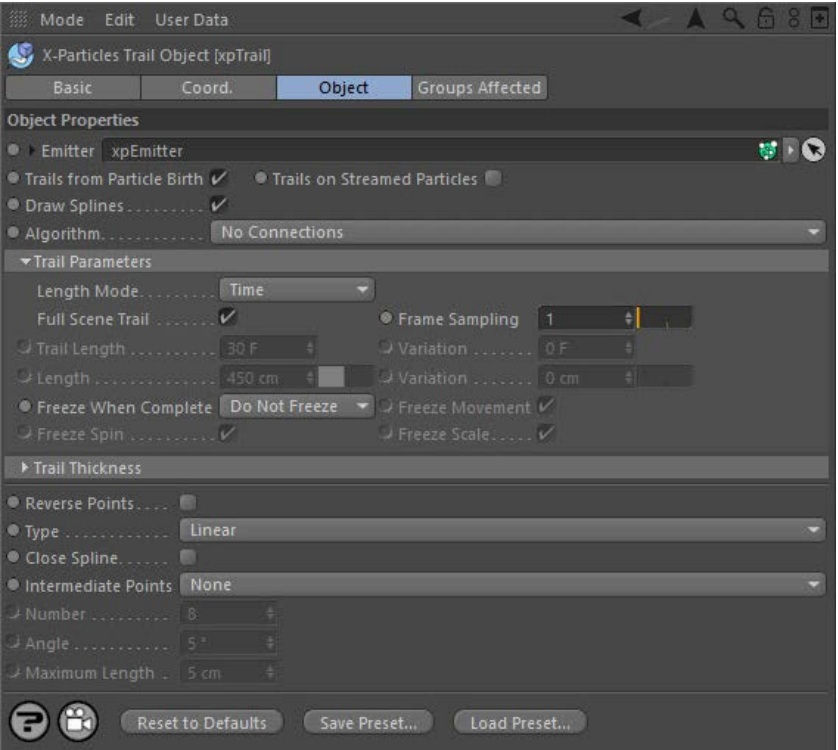 Mode Edit User Data
X-Particles Trail Object [xpTrail]
Basic Coord. Object Groups Affected
Object Properties
Emitter xpEmitter
Trails from Particle Birth Trails on Streamed Particles
Draw Splines . . . . . . . . .
Algorithm. . . . . . . . . . . No Connections
Trail Parameters
Length Mode. . . . . . . . Time
Full Scene Trail . . . . . . . Frame Sampling 1
Trail Length . . . . . . . . . 30 F Variation . . . . . . . 0 F
Length . . . . . . . . . . . . . 450 cm Variation . . . . . . . 0 cm
Freeze When Complete Do Not Freeze Freeze Movement
Freeze Spin . . . . . . . . . Freeze Scale. . . . .
Trail Thickness
Reverse Points. . . .
Type . . . . . . . . . . . . Linear
Close Spline. . . . . .
Intermediate Points None
Number . . . . . . . . . 8
Angle . . . . . . . . . . . 5 °
Maximum Length . 5 cm
Reset to Defaults Save Preset... Load Preset...